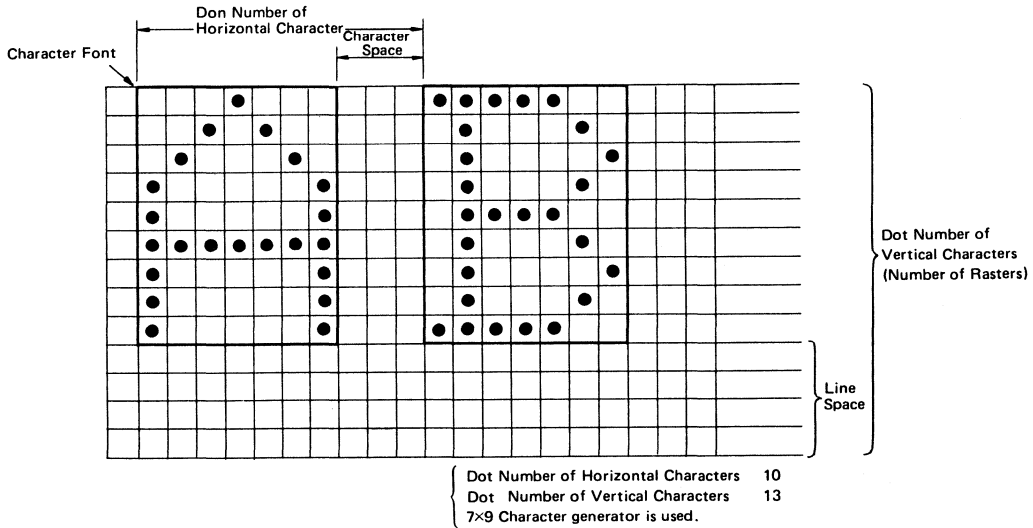 Don Number of
Horizontal Character
Character
Space
Character Font
Dot Number of
Vertical Characters
(Number of Rasters)
Line
Space
Dot Number of Horizontal Characters 10
Dot Number of Vertical Characters 13
7×9 Character generator is used.